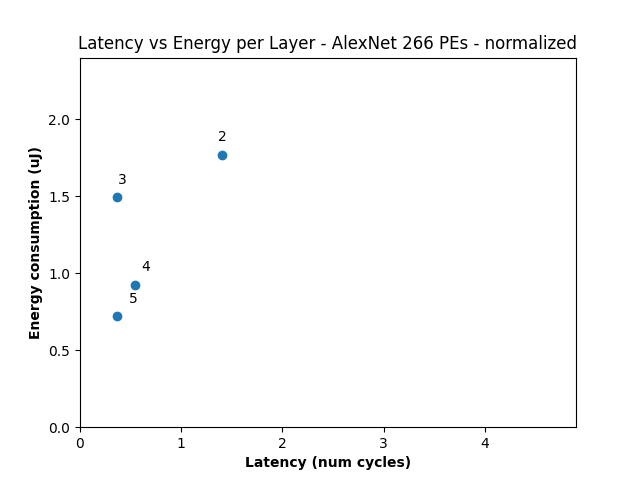 Latency vs Energy per Layer - AlexNet 266 PEs - normalized
Energy consumption (uJ)
2.0
1.5
1.0
0.5
0.0
2
3
4
5
0 1 2 3 4
Latency (num cycles)